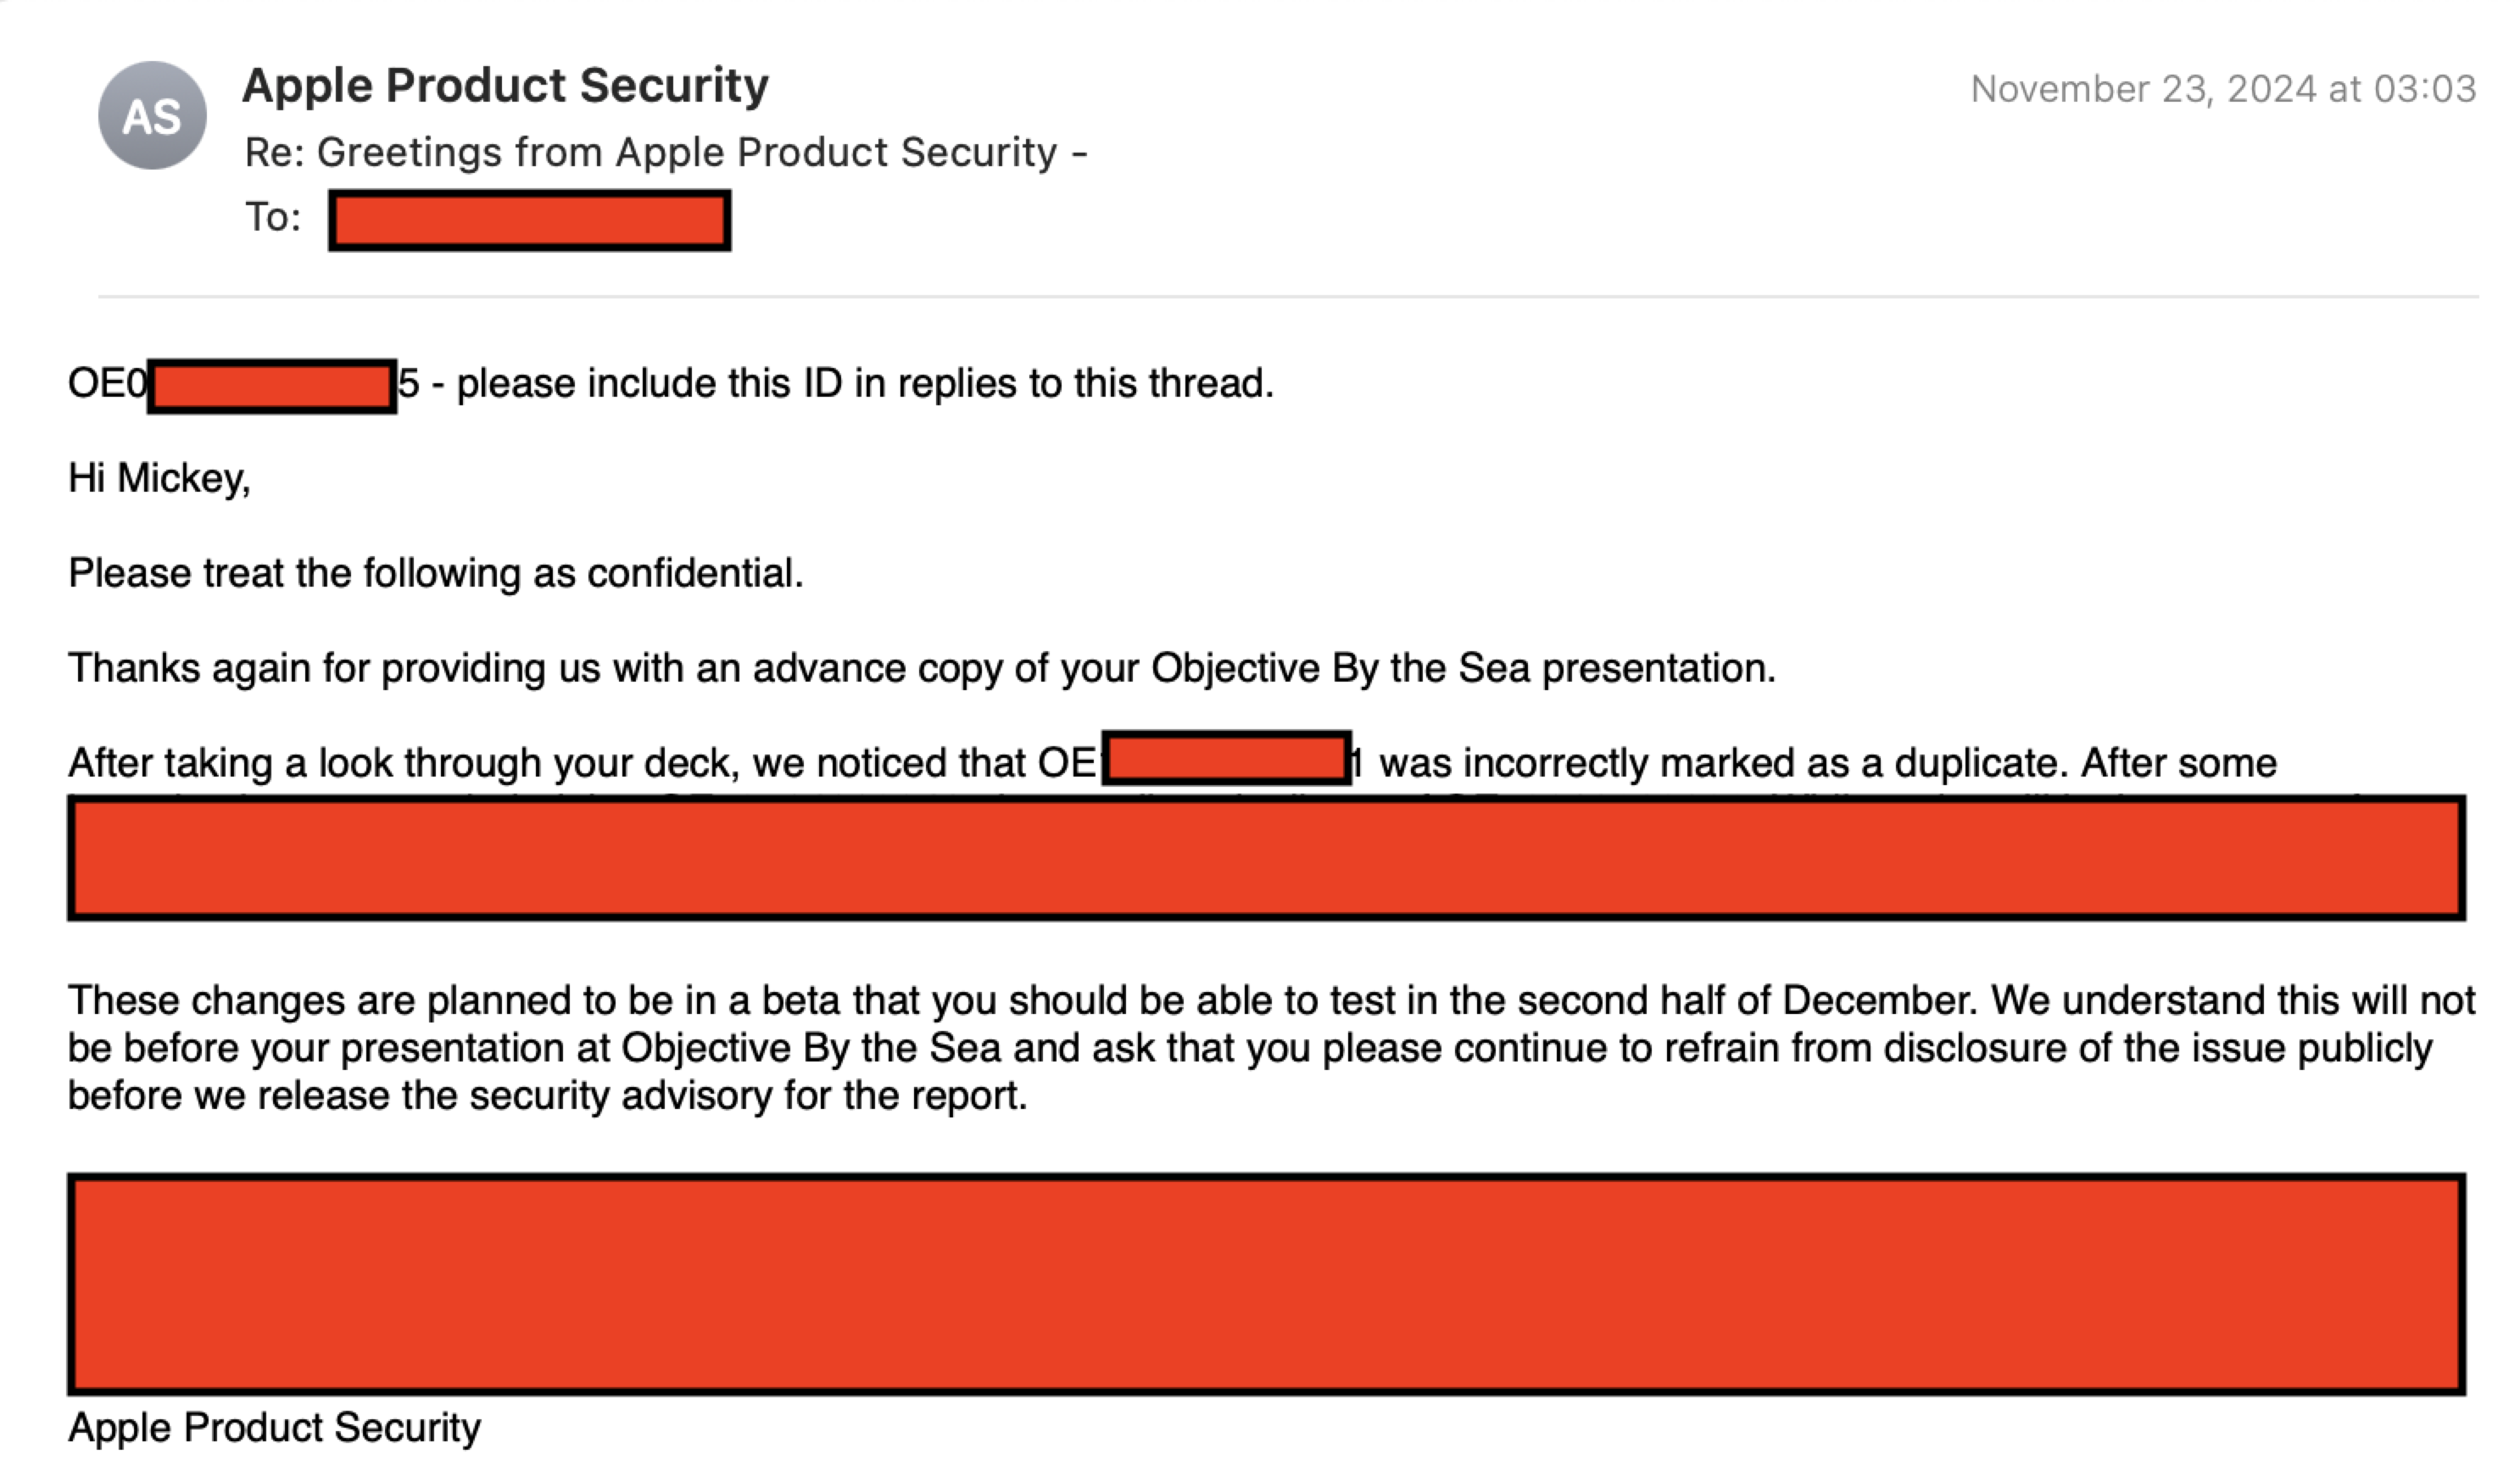 AS
Apple Product Security
November 23, 2024 at 03:03
Re: Greetings from Apple Product Security -
To:
OE0 5 - please include this ID in replies to this thread.
Hi Mickey,
Please treat the following as confidential.
Thanks again for providing us with an advance copy of your Objective By the Sea presentation.
After taking a look through your deck, we noticed that OE 1 was incorrectly marked as a duplicate. After some
These changes are planned to be in a beta that you should be able to test in the second half of December. We understand this will not
be before your presentation at Objective By the Sea and ask that you please continue to refrain from disclosure of the issue publicly
before we release the security advisory for the report.
Apple Product Security